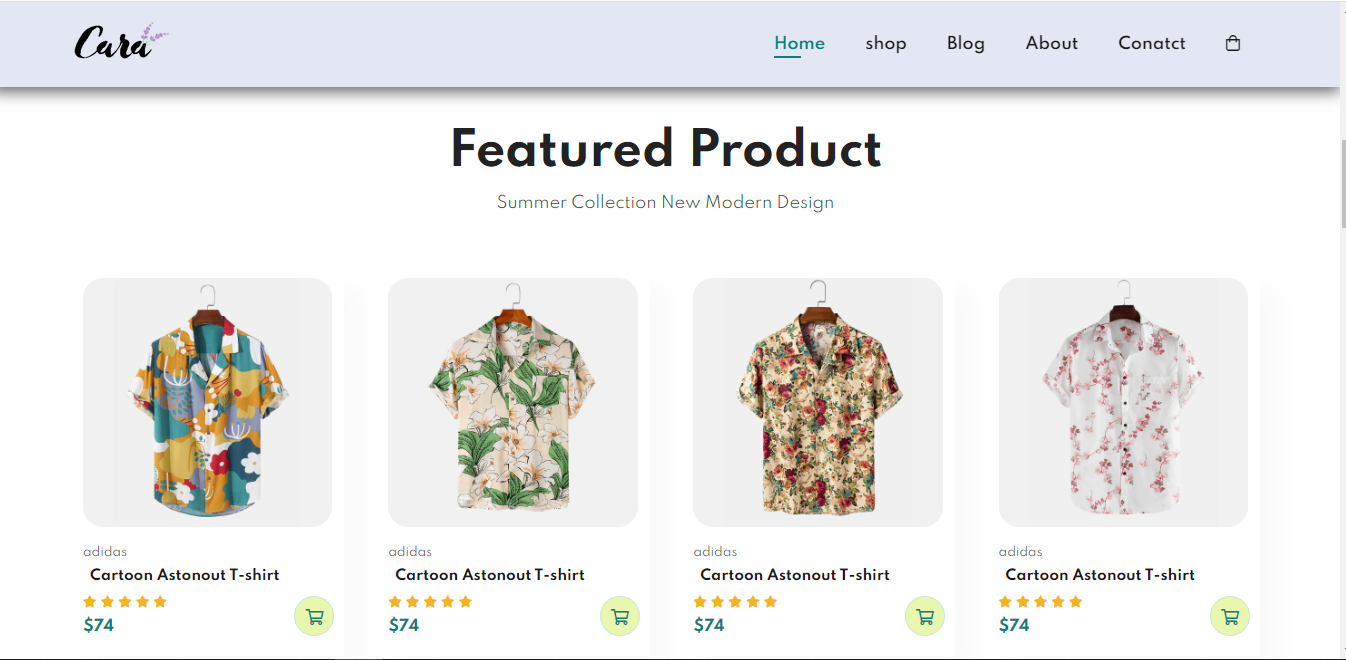 Cara
Home shop Blog About Conatct
Featured Product
Summer Collection New Modern Design
adidas adidas adidas adidas
Cartoon Astonout T-shirt Cartoon Astonout T-shirt Cartoon Astonout T-shirt Cartoon Astonout T-shirt
$74 $74 $74 $74